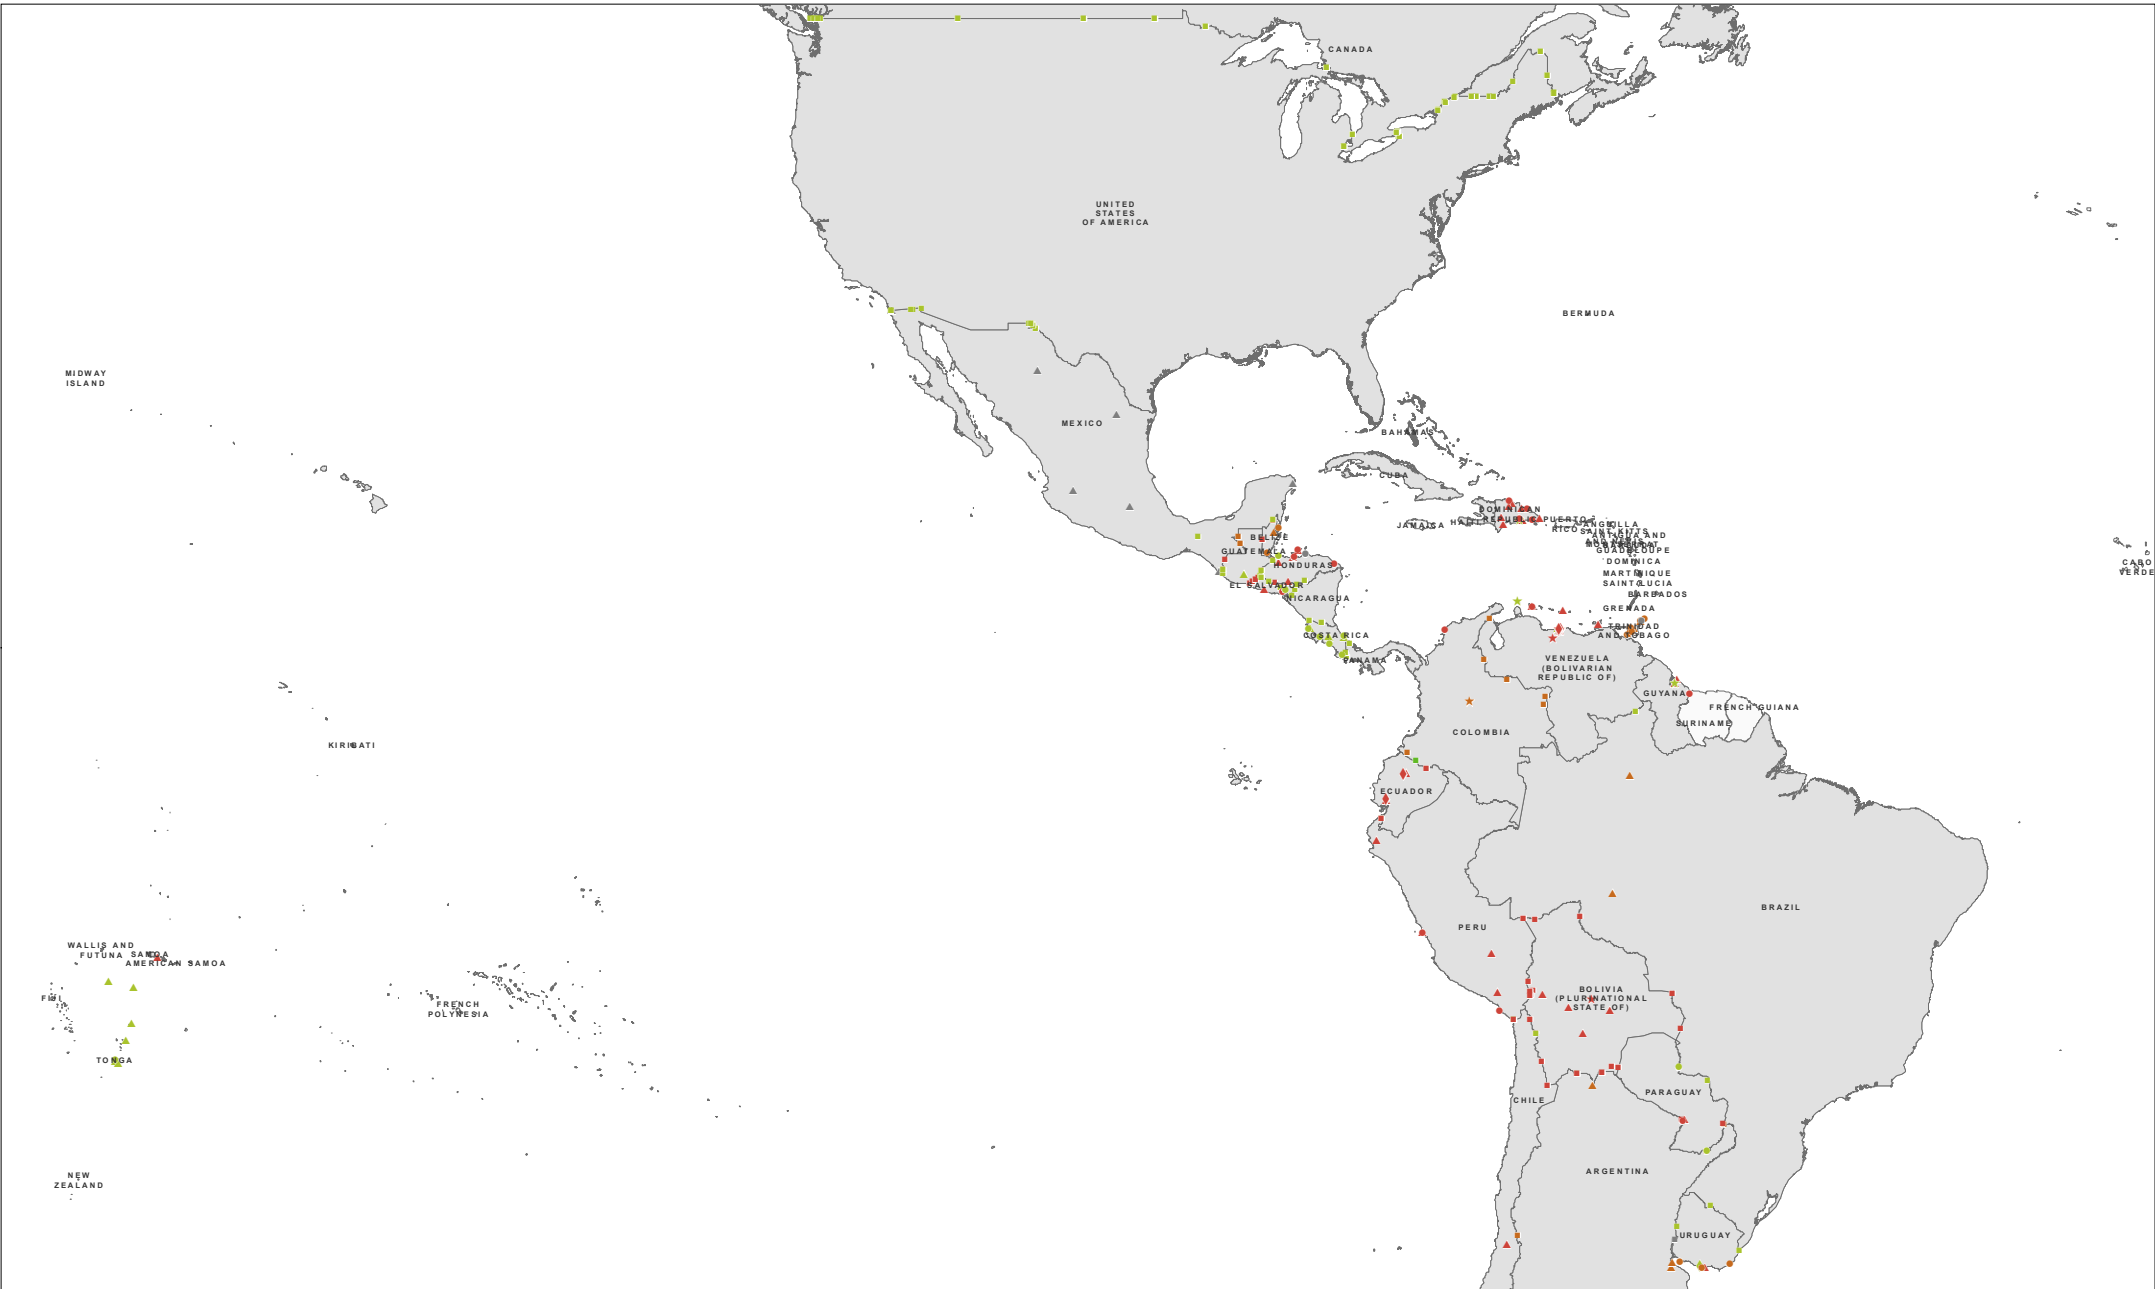 CANADA
UNITED
STATES
OF AMERICA
BERMUDA
MIDWAY
ISLAND
MEXICO
BAHAMAS
CUBA
DOMINICAN
REPUBLIC
PUERTO
RICO
JAMAICA
HAITI
ANGUILLA
SAINT KITTS
AND NEVIS
ANTIGUA AND
GUADELOUPE
DOMINICA
MARTINIQUE
SAINT LUCIA
BARBADOS
GRENADA
TRINIDAD
AND TOBAGO
CABO
VERDE
BELIZE
GUATEMALA
HONDURAS
EL SALVADOR
NICARAGUA
COSTA RICA
PANAMA
VENEZUELA
(BOLIVARIAN
REPUBLIC OF)
GUYANA
FRENCH GUIANA
SURINAME
COLOMBIA
KIRIBATI
ECUADOR
BRAZIL
PERU
WALLIS AND
FUTUNA
SAMOA
AMERICAN SAMOA
FIJI
FRENCH
POLYNESIA
BOLIVIA
(PLURINATIONAL
STATE OF)
TONGA
PARAGUAY
CHILE
ARGENTINA
NEW
ZEALAND
URUGUAY